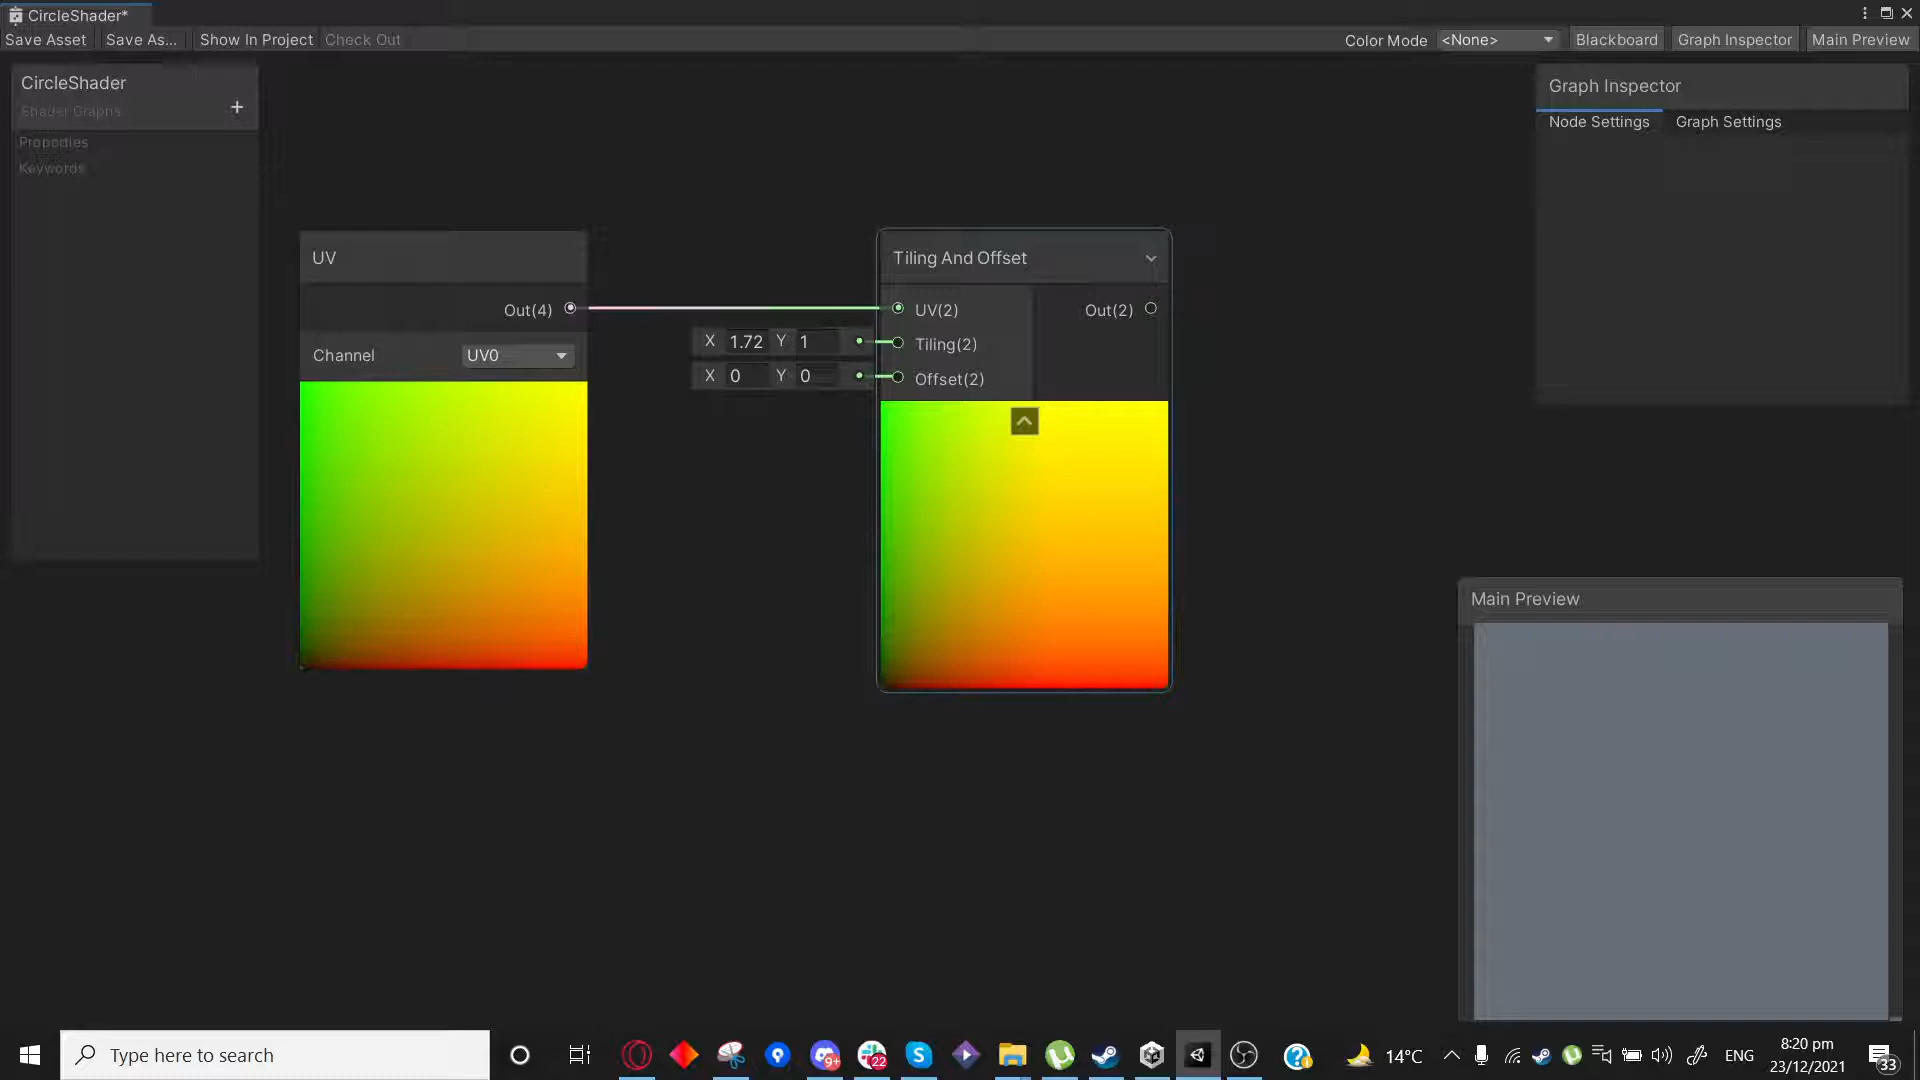 CircleShader*
Save Asset Save As... Show In Project Check Out
Color Mode <None> Blackboard Graph Inspector Main Preview
CircleShader
Shader Graphs
+
Properties
Keywords
Graph Inspector
Node Settings Graph Settings
UV
Out(4)
Channel UV0
Tiling And Offset
UV(2) Out(2)
X 1.72 Y 1 Tiling(2)
X 0 Y 0 Offset(2)
Main Preview
Type here to search
9+
22
14°C
ENG
8:20 pm
23/12/2021
33